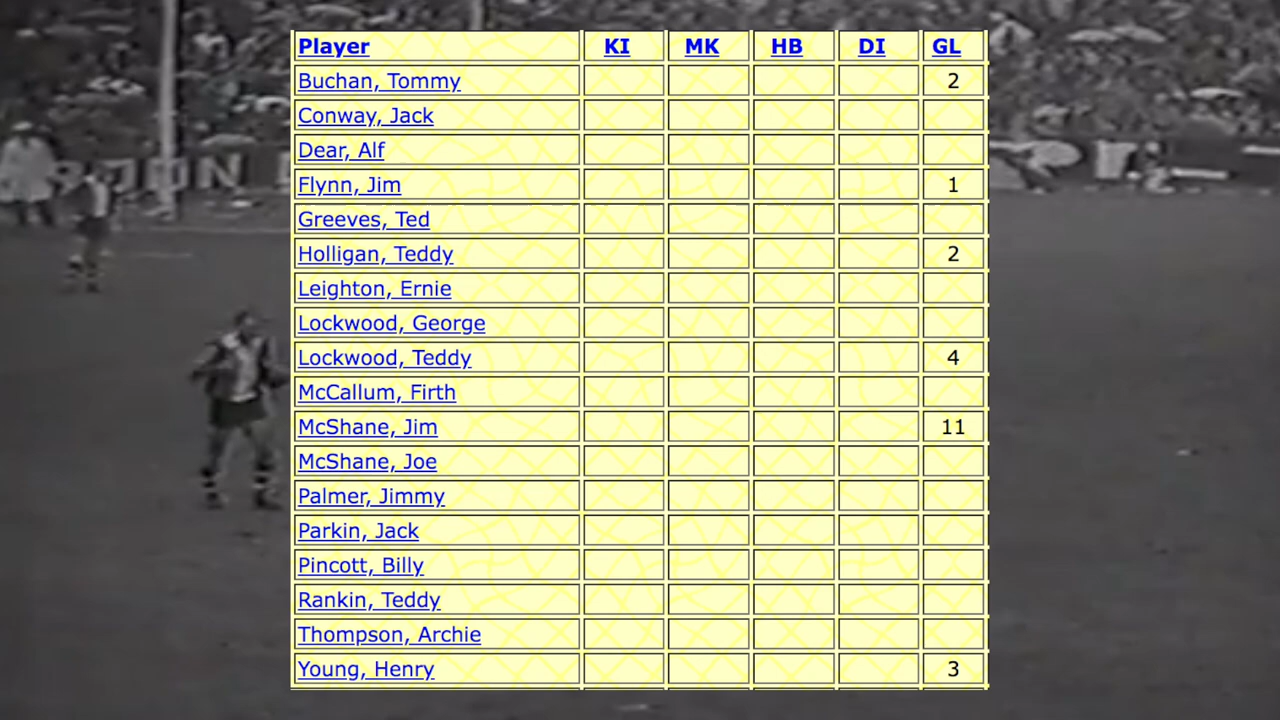 Player KI MK HB DI GL
Buchan, Tommy 2
Conway, Jack
Dear, Alf
Flynn, Jim 1
Greeves, Ted
Holligan, Teddy 2
Leighton, Ernie
Lockwood, George
Lockwood, Teddy 4
McCallum, Firth
McShane, Jim 11
McShane, Joe
Palmer, Jimmy
Parkin, Jack
Pincott, Billy
Rankin, Teddy
Thompson, Archie
Young, Henry 3